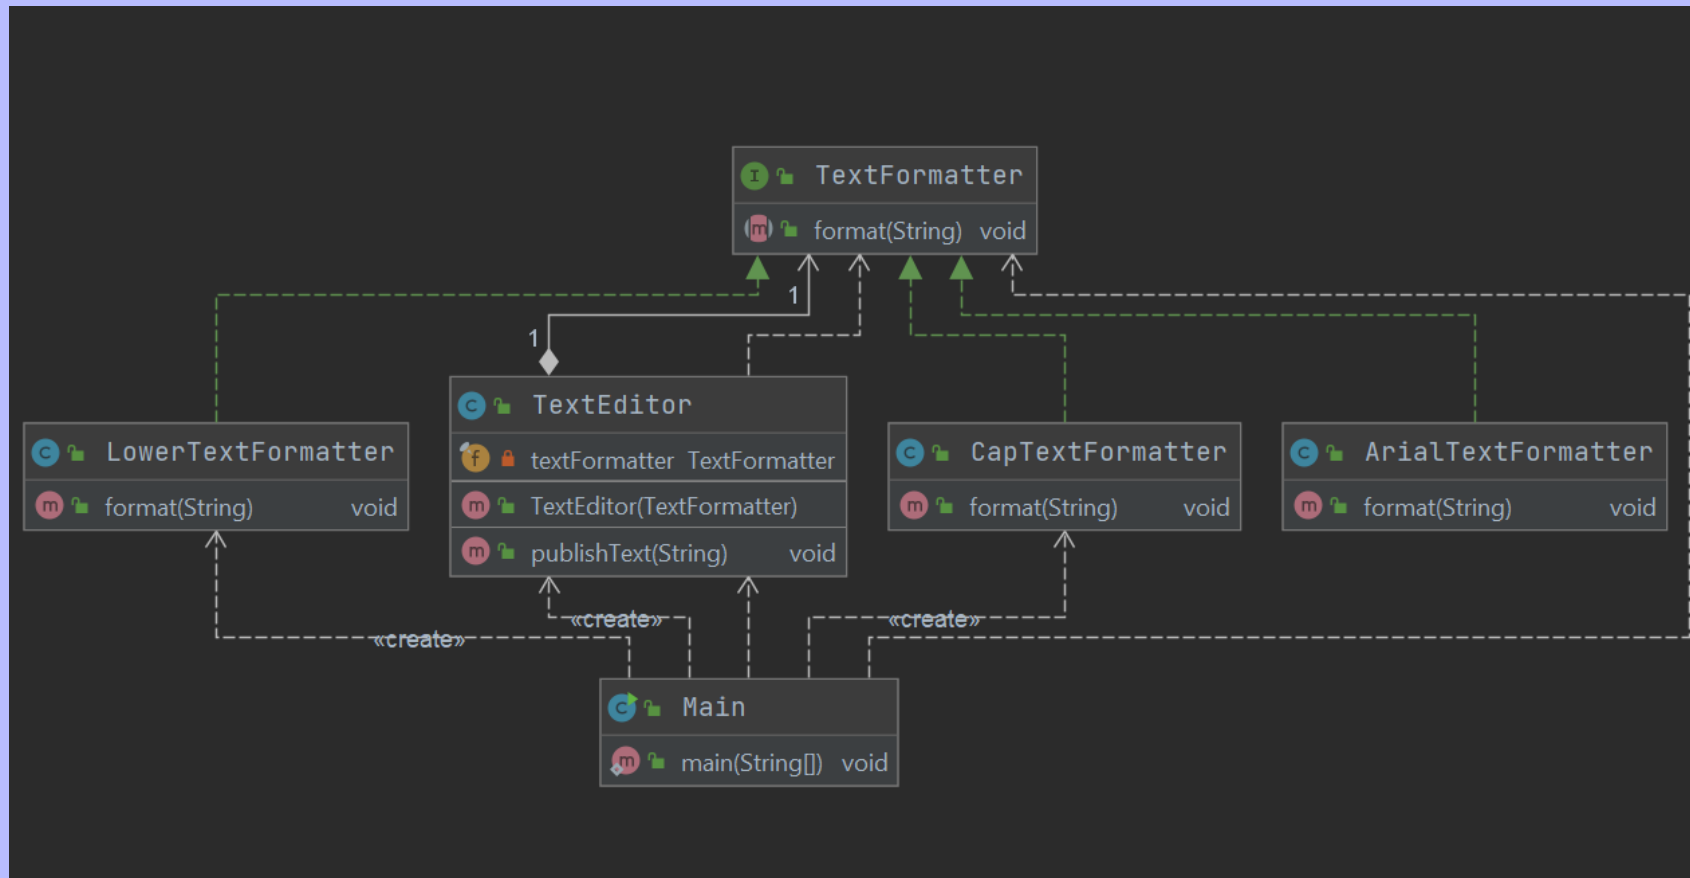 I TextFormatter
m format(String) void
1
1
C TextEditor
f textFormatter TextFormatter
m TextEditor(TextFormatter)
m publishText(String) void
C LowerTextFormatter
m format(String) void
C CapTextFormatter
m format(String) void
C ArialTextFormatter
m format(String) void
«create»
«create»
«create»
C Main
m main(String[]) void